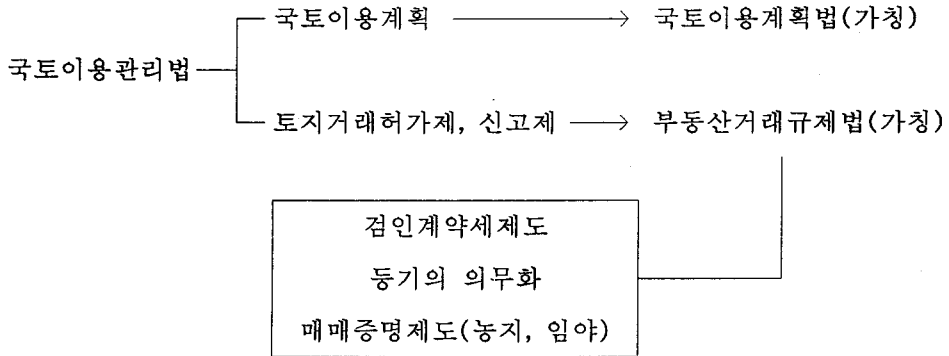 국토이용계획 → 국토이용계획법(가칭)
국토이용관리법
토지거래허가제, 신고제 → 부동산거래규제법(가칭)
검인계약세제도
등기의 의무화
매매증명제도(농지, 임야)